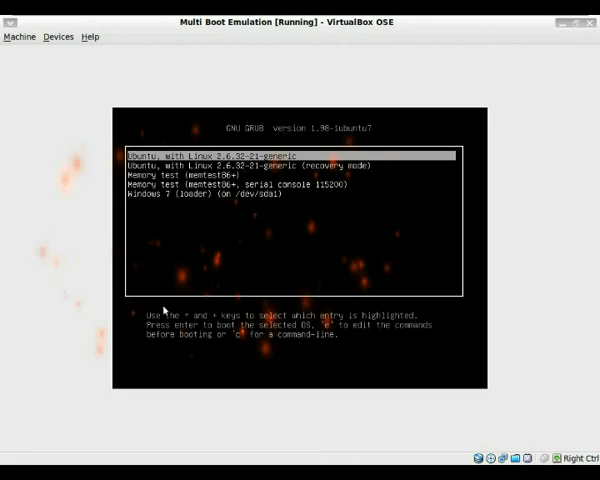 Multi Boot Emulation [Running] - VirtualBox OSE
Machine Devices Help
GNU GRUB version 1.98-1ubuntu7
Ubuntu, with Linux 2.6.32-21-generic
Ubuntu, with Linux 2.6.32-21-generic (recovery mode)
Memory test (memtest86+)
Memory test (memtest86+, serial console 115200)
Windows 7 (loader) (on /dev/sda1)
Use the ↑ and ↓ keys to select which entry is highlighted.
Press enter to boot the selected OS, 'e' to edit the commands
before booting or 'c' for a command-line.
Right Ctrl